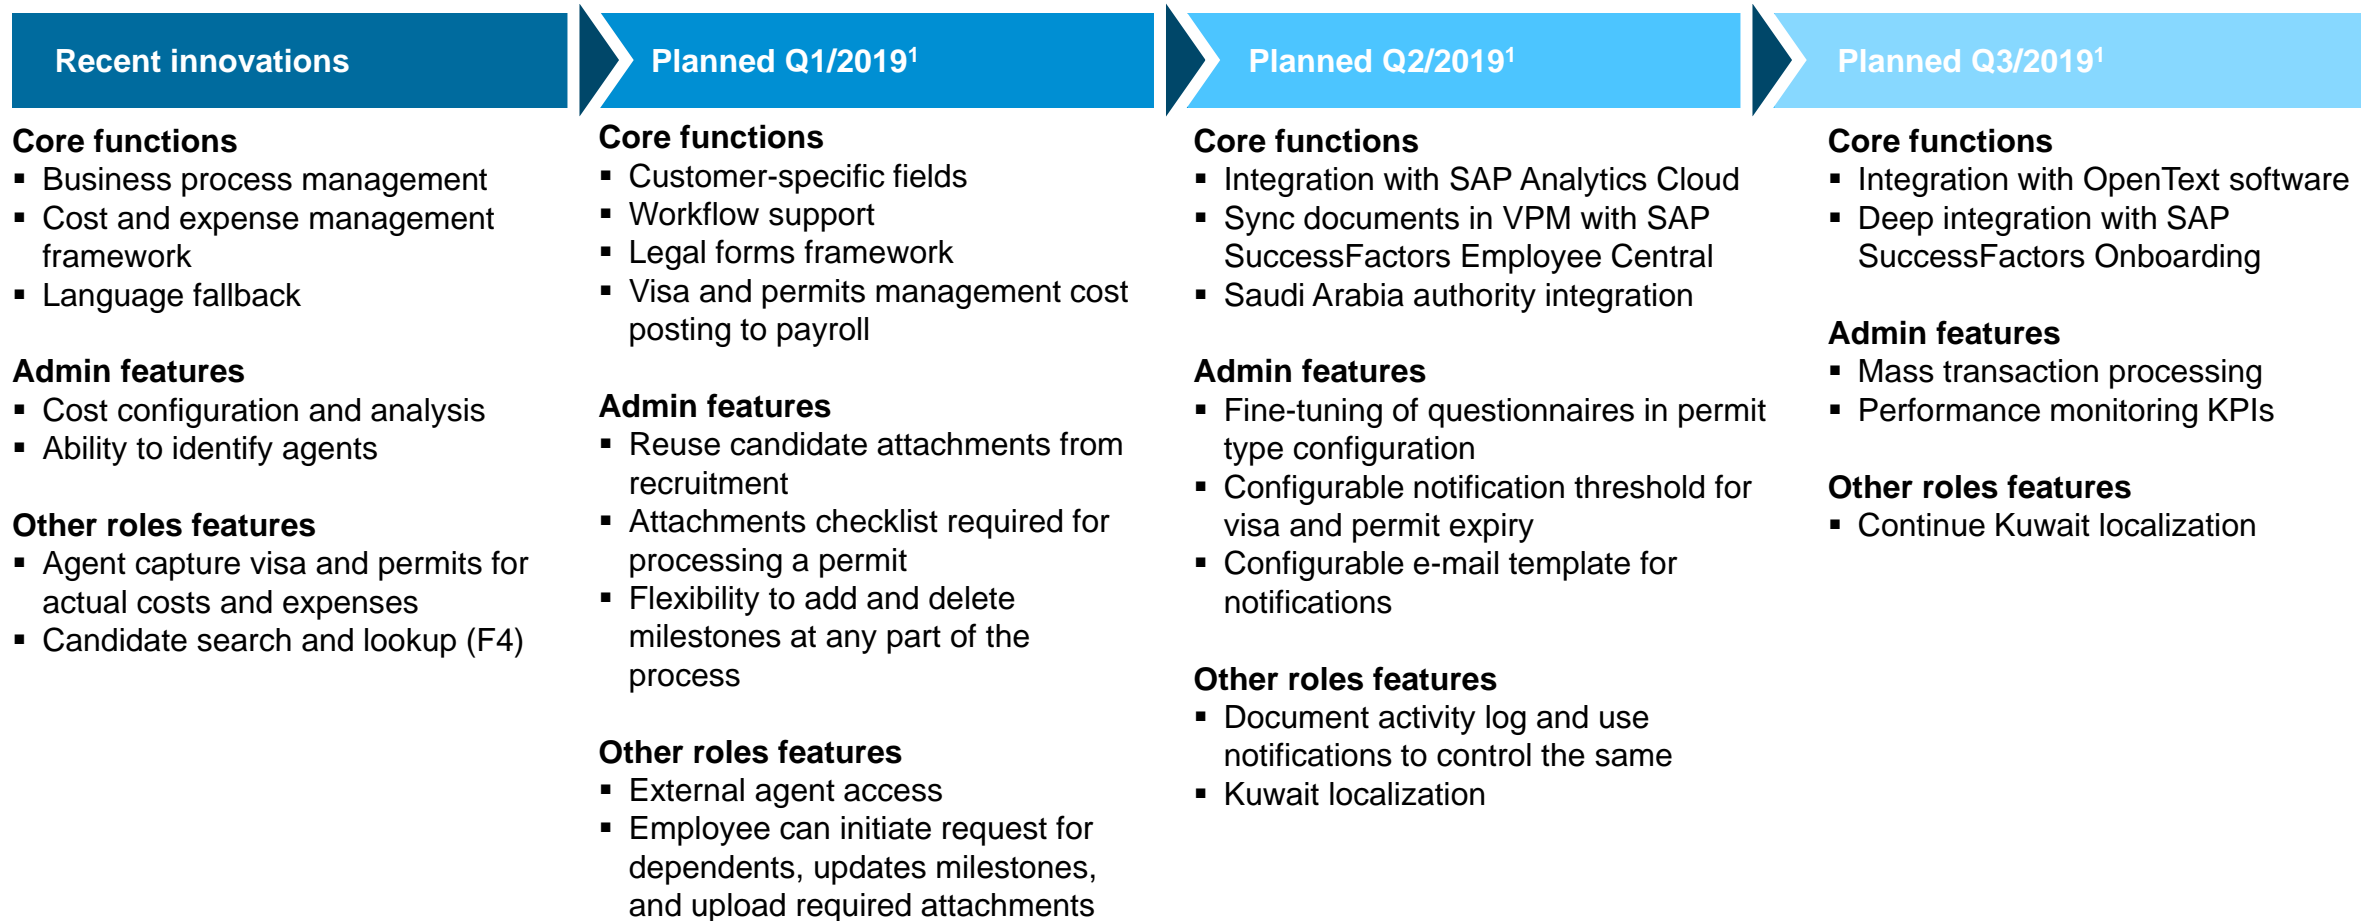 Recent innovations
Planned Q1/2019¹
Planned Q2/2019¹
Planned Q3/2019¹
Core functions
▪ Business process management
▪ Cost and expense management
framework
▪ Language fallback
Admin features
▪ Cost configuration and analysis
▪ Ability to identify agents
Other roles features
▪ Agent capture visa and permits for
actual costs and expenses
▪ Candidate search and lookup (F4)
Core functions
▪ Customer-specific fields
▪ Workflow support
▪ Legal forms framework
▪ Visa and permits management cost
posting to payroll
Admin features
▪ Reuse candidate attachments from
recruitment
▪ Attachments checklist required for
processing a permit
▪ Flexibility to add and delete
milestones at any part of the
process
Other roles features
▪ External agent access
▪ Employee can initiate request for
dependents, updates milestones,
and upload required attachments
Core functions
▪ Integration with SAP Analytics Cloud
▪ Sync documents in VPM with SAP
SuccessFactors Employee Central
▪ Saudi Arabia authority integration
Admin features
▪ Fine-tuning of questionnaires in permit
type configuration
▪ Configurable notification threshold for
visa and permit expiry
▪ Configurable e-mail template for
notifications
Other roles features
▪ Document activity log and use
notifications to control the same
▪ Kuwait localization
Core functions
▪ Integration with OpenText software
▪ Deep integration with SAP
SuccessFactors Onboarding
Admin features
▪ Mass transaction processing
▪ Performance monitoring KPIs
Other roles features
▪ Continue Kuwait localization